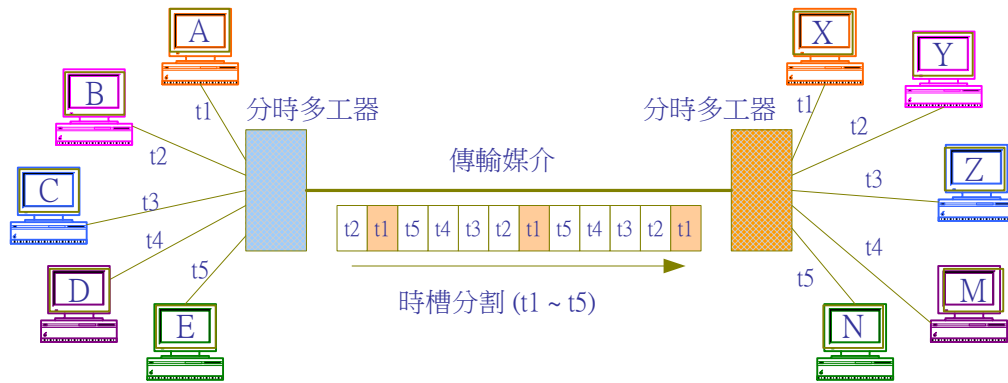 A
X
B
Y
t1
分時多工器
分時多工器
t1
t2
t2
傳輸媒介
C
t3
t3
Z
t2 t1 t5 t4 t3 t2 t1 t5 t4 t3 t2 t1
t4
t4
t5
t5
時槽分割 (t1 ~ t5)
D
M
E
N